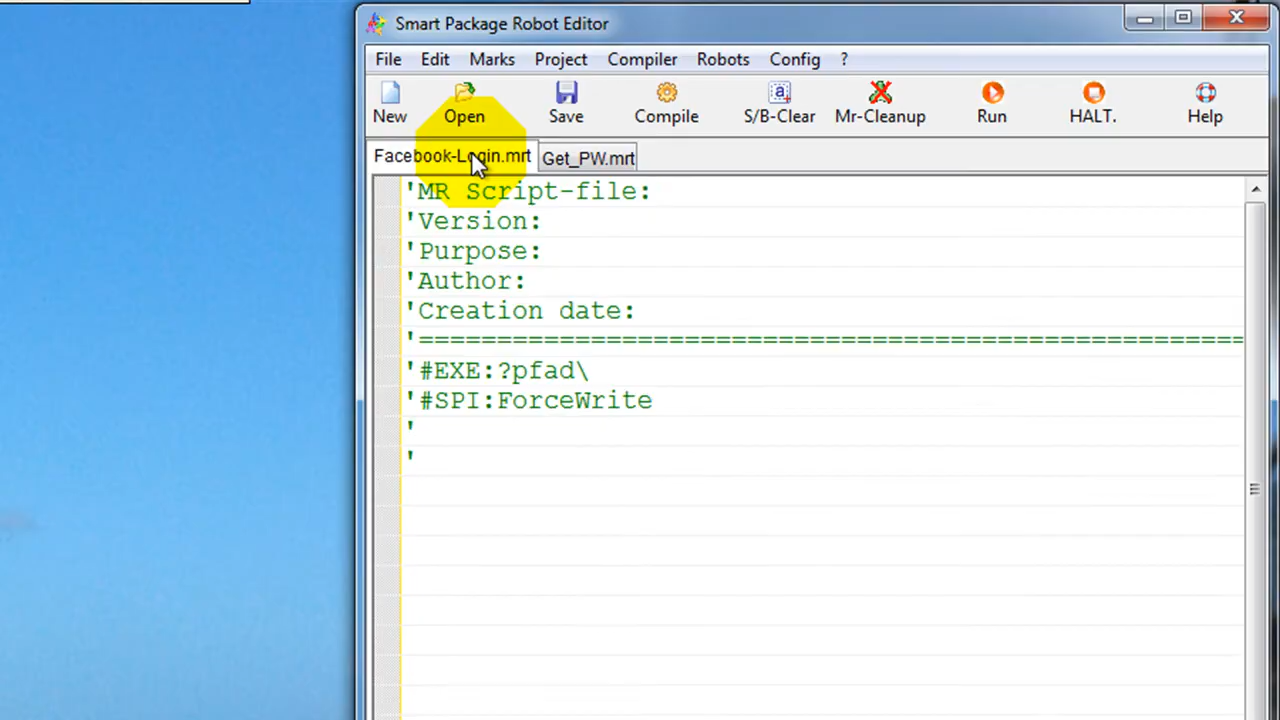 Smart Package Robot Editor
File Edit Marks Project Compiler Robots Config ?
New Open Save Compile S/B-Clear Mr-Cleanup Run HALT. Help
Facebook-Login.mrt Get_PW.mrt
'MR Script-file:
'Version:
'Purpose:
'Author:
'Creation date:
'========================================================
'#EXE:?pfad\
'#SPI:ForceWrite
'
'